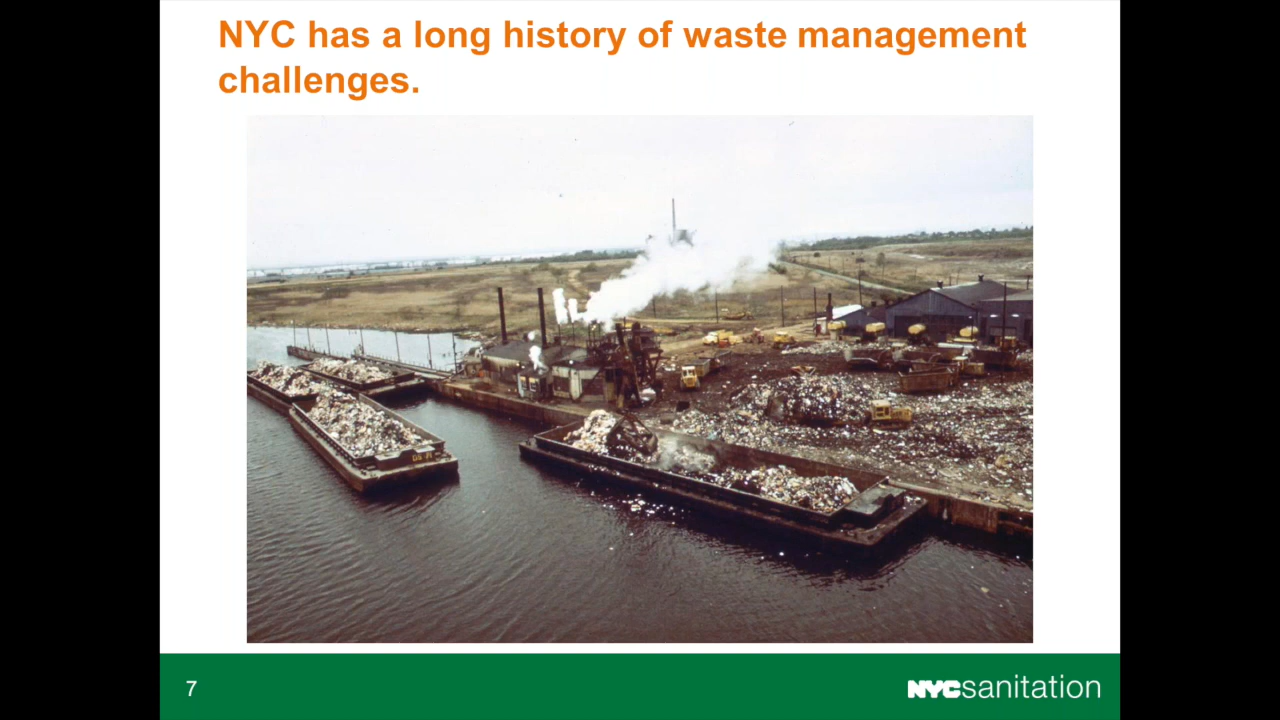 NYC has a long history of waste management
challenges.
7
NYCsanitation